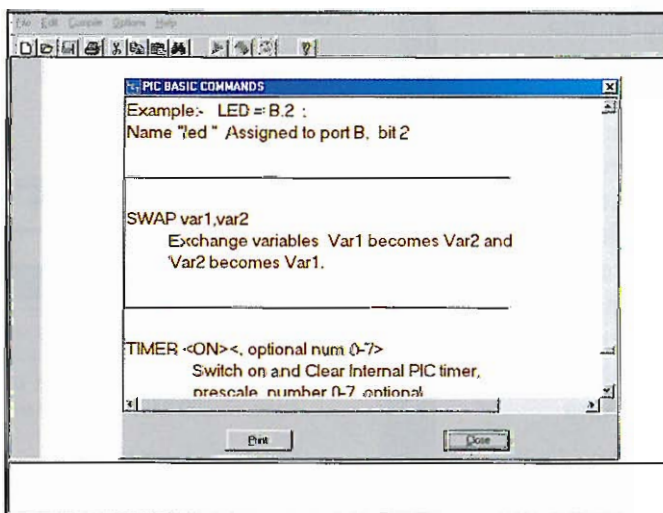 File Edit Compile Options Help
PIC BASIC COMMANDS
Example:- LED = B.2 :
Name "led " Assigned to port B, bit 2
SWAP var1,var2
Exchange variables Var1 becomes Var2 and
Var2 becomes Var1.
TIMER <ON><, optional num 0-7>
Switch on and Clear Internal PIC timer,
prescale number 0-7 optional
Print Close